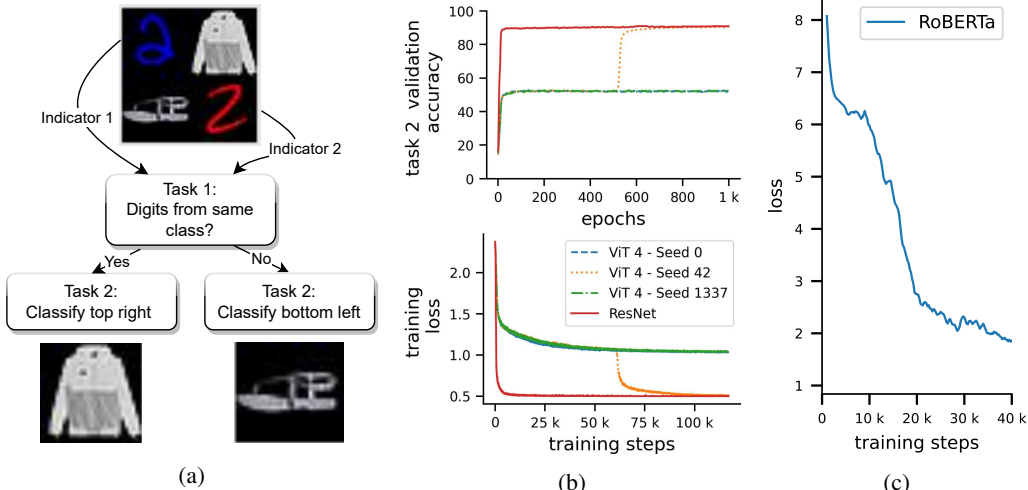 Indicator 1
Indicator 2
Task 1:
Digits from same
class?
Yes
No
Task 2:
Classify top right
Task 2:
Classify bottom left
(a)
task 2 validation
accuracy
100
80
60
40
20
0
0 200 400 600 800 1 k
epochs
training
loss
2.0
1.5
1.0
0.5
ViT 4 - Seed 0
ViT 4 - Seed 42
ViT 4 - Seed 1337
ResNet
0 25 k 50 k 75 k 100 k
training steps
(b)
RoBERTa
loss
8
7
6
5
4
3
2
1
0 10 k 20 k 30 k 40 k
training steps
(c)